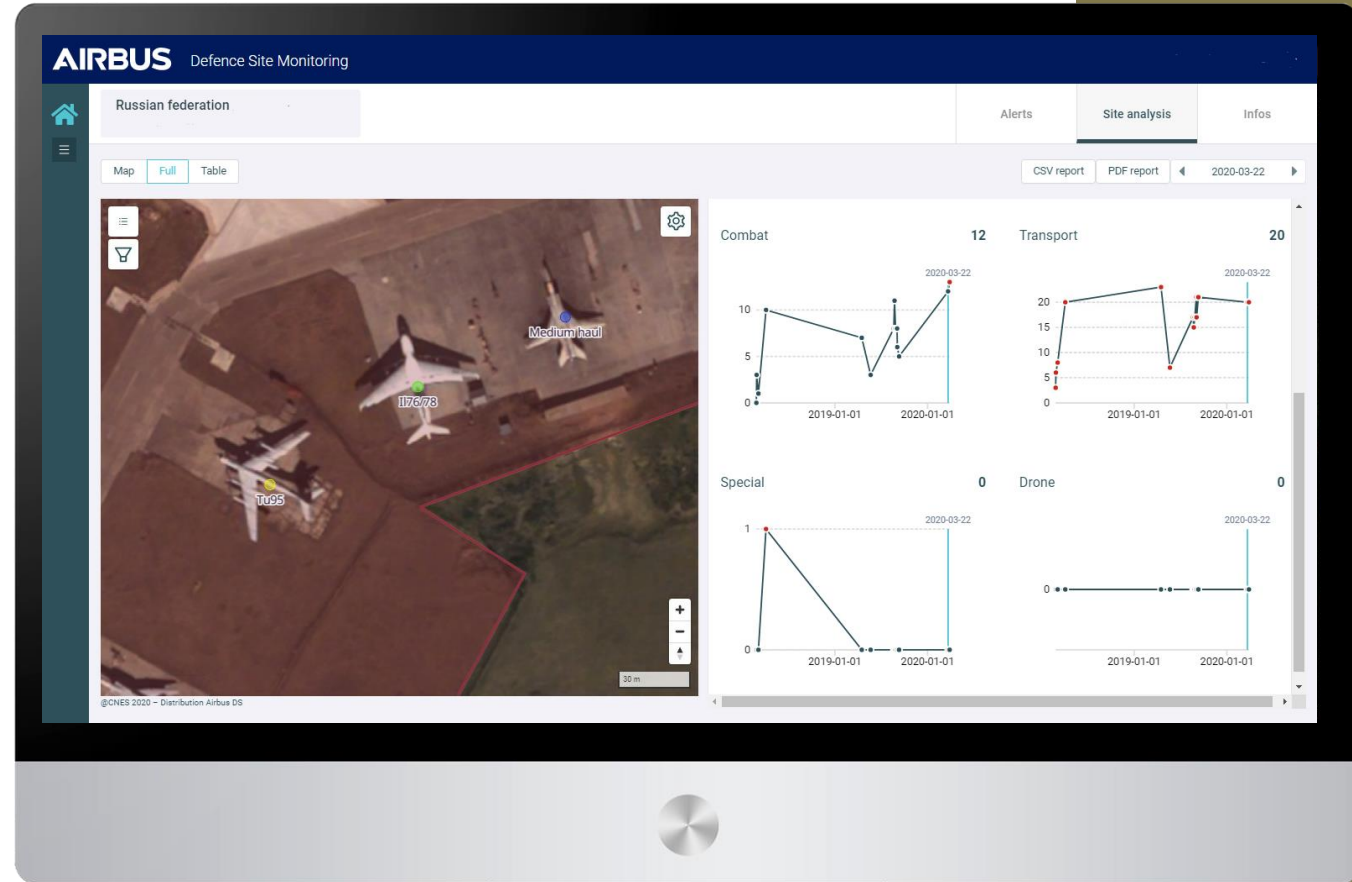 AIRBUS Defence Site Monitoring
Russian federation
Alerts
Site analysis
Infos
Map
Full
Table
CSV report
PDF report
2020-03-22
Medium haul
Il76/78
Tu95
30 m
@CNES 2020 – Distribution Airbus DS
Combat 12
2020-03-22
10
5
0
2019-01-01
2020-01-01
Transport 20
2020-03-22
20
15
10
5
0
2019-01-01
2020-01-01
Special 0
2020-03-22
1
0
2019-01-01
2020-01-01
Drone 0
2020-03-22
0
2019-01-01
2020-01-01